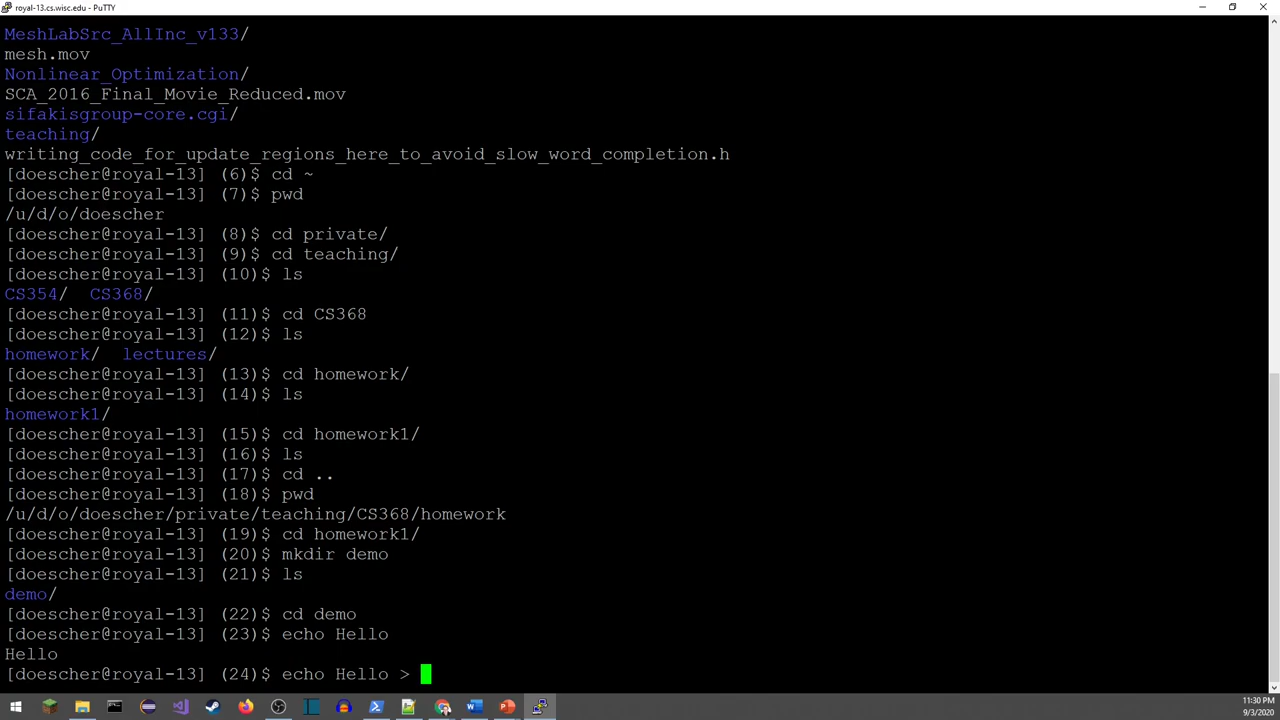 royal-13.cs.wisc.edu - PuTTY
MeshLabSrc_AllInc_v133/
mesh.mov
Nonlinear_Optimization/
SCA_2016_Final_Movie_Reduced.mov
sifakisgroup-core.cgi/
teaching/
writing_code_for_update_regions_here_to_avoid_slow_word_completion.h
[doescher@royal-13] (6)$ cd ~
[doescher@royal-13] (7)$ pwd
/u/d/o/doescher
[doescher@royal-13] (8)$ cd private/
[doescher@royal-13] (9)$ cd teaching/
[doescher@royal-13] (10)$ ls
CS354/  CS368/
[doescher@royal-13] (11)$ cd CS368
[doescher@royal-13] (12)$ ls
homework/  lectures/
[doescher@royal-13] (13)$ cd homework/
[doescher@royal-13] (14)$ ls
homework1/
[doescher@royal-13] (15)$ cd homework1/
[doescher@royal-13] (16)$ ls
[doescher@royal-13] (17)$ cd ..
[doescher@royal-13] (18)$ pwd
/u/d/o/doescher/private/teaching/CS368/homework
[doescher@royal-13] (19)$ cd homework1/
[doescher@royal-13] (20)$ mkdir demo
[doescher@royal-13] (21)$ ls
demo/
[doescher@royal-13] (22)$ cd demo
[doescher@royal-13] (23)$ echo Hello
Hello
[doescher@royal-13] (24)$ echo Hello >
11:30 PM
9/3/2020